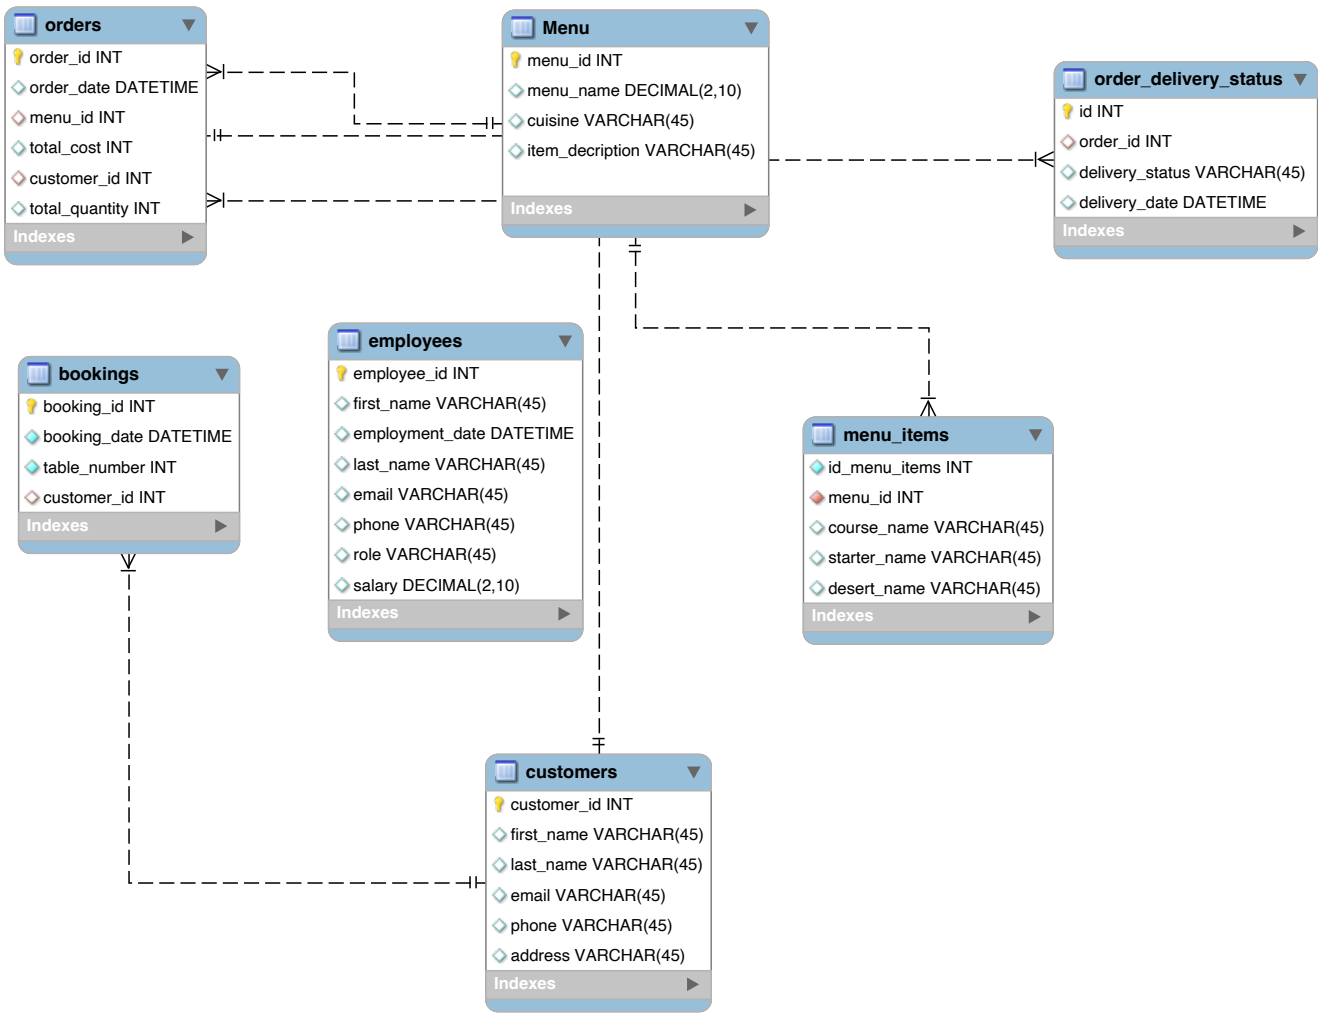 orders
order_id INT
order_date DATETIME
menu_id INT
total_cost INT
customer_id INT
total_quantity INT
Indexes
Menu
menu_id INT
menu_name DECIMAL(2,10)
cuisine VARCHAR(45)
item_decription VARCHAR(45)
Indexes
order_delivery_status
id INT
order_id INT
delivery_status VARCHAR(45)
delivery_date DATETIME
Indexes
bookings
booking_id INT
booking_date DATETIME
table_number INT
customer_id INT
Indexes
employees
employee_id INT
first_name VARCHAR(45)
employment_date DATETIME
last_name VARCHAR(45)
email VARCHAR(45)
phone VARCHAR(45)
role VARCHAR(45)
salary DECIMAL(2,10)
Indexes
menu_items
id_menu_items INT
menu_id INT
course_name VARCHAR(45)
starter_name VARCHAR(45)
desert_name VARCHAR(45)
Indexes
customers
customer_id INT
first_name VARCHAR(45)
last_name VARCHAR(45)
email VARCHAR(45)
phone VARCHAR(45)
address VARCHAR(45)
Indexes